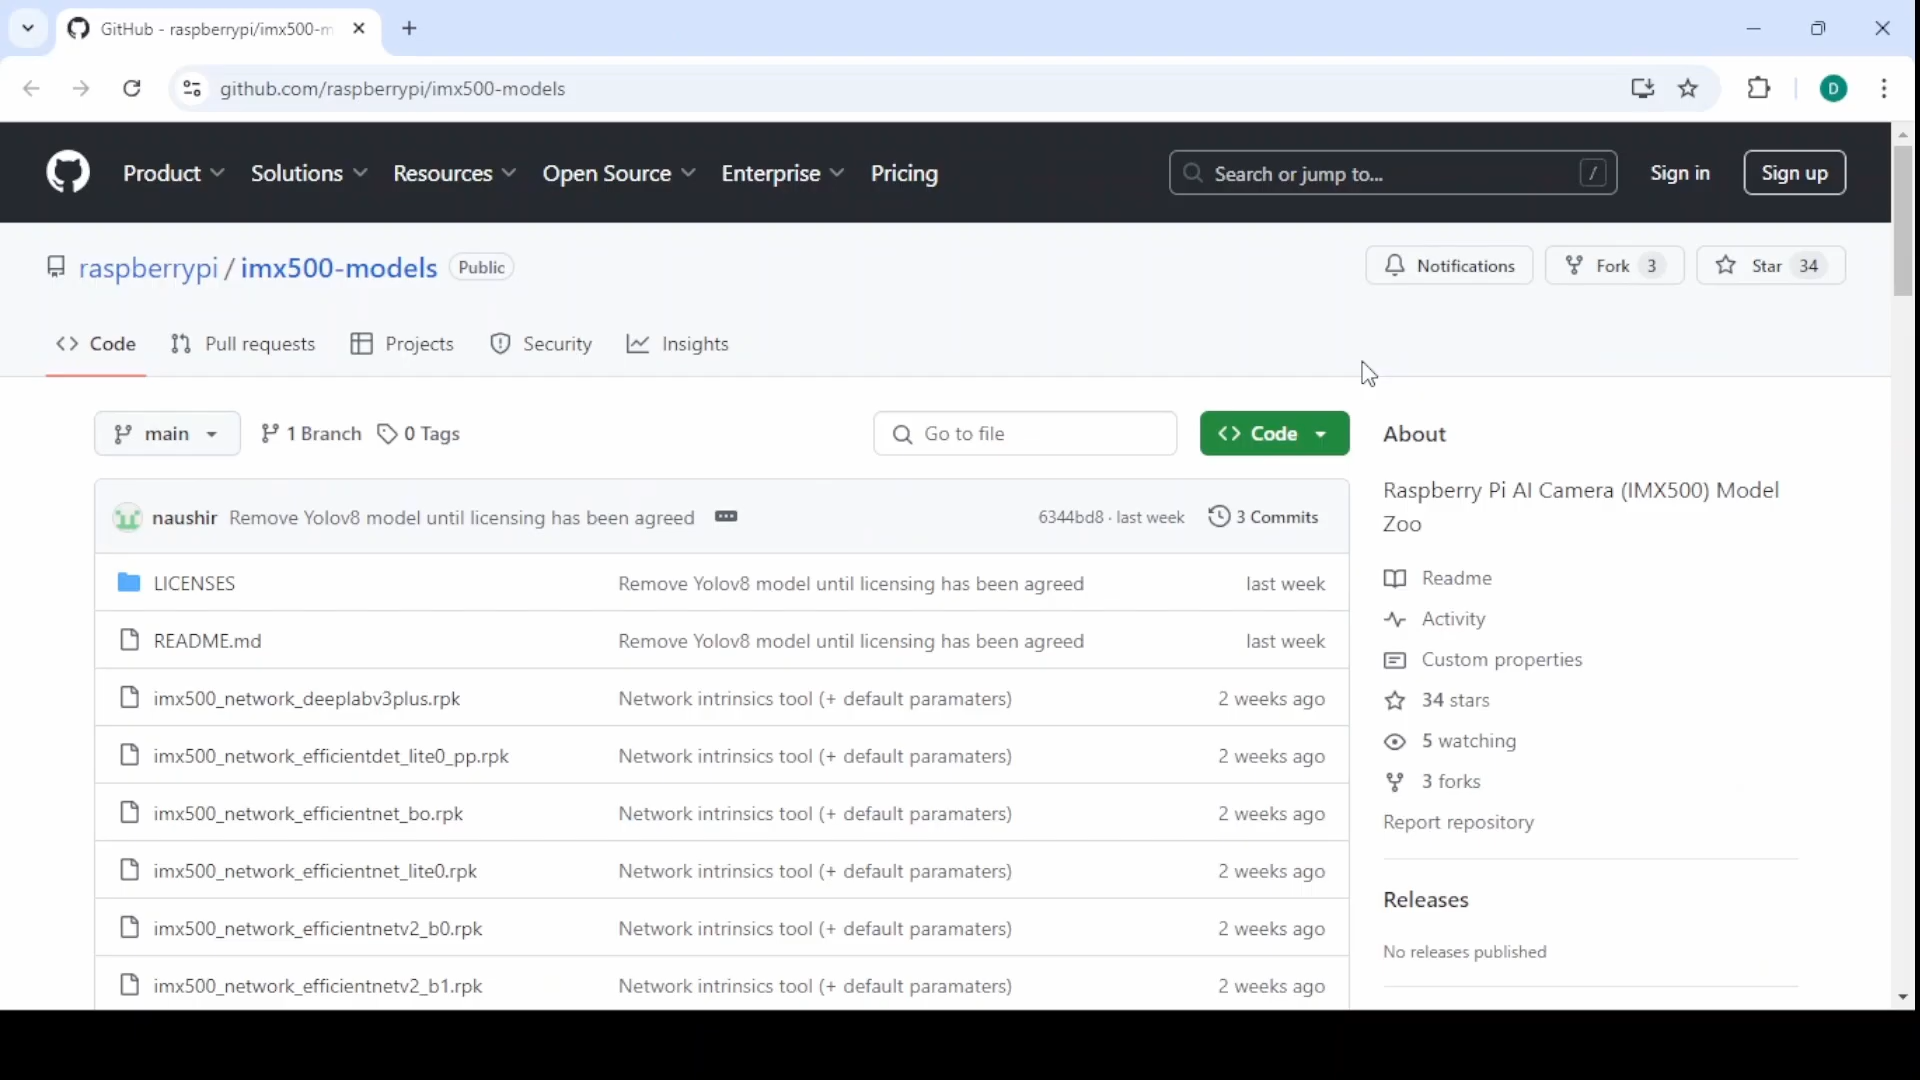 GitHub - raspberrypi/imx500-m
github.com/raspberrypi/imx500-models
D
Product
Solutions
Resources
Open Source
Enterprise
Pricing
Search or jump to...
/
Sign in
Sign up
raspberrypi / imx500-models
Public
Notifications
Fork 3
Star 34
Code
Pull requests
Projects
Security
Insights
main
1 Branch
0 Tags
Go to file
Code
About
Raspberry Pi AI Camera (IMX500) Model
Zoo
naushir Remove Yolov8 model until licensing has been agreed
6344bd8 · last week
3 Commits
LICENSES
Remove Yolov8 model until licensing has been agreed
last week
README.md
Remove Yolov8 model until licensing has been agreed
last week
imx500_network_deeplabv3plus.rpk
Network intrinsics tool (+ default paramaters)
2 weeks ago
imx500_network_efficientdet_lite0_pp.rpk
Network intrinsics tool (+ default paramaters)
2 weeks ago
imx500_network_efficientnet_bo.rpk
Network intrinsics tool (+ default paramaters)
2 weeks ago
imx500_network_efficientnet_lite0.rpk
Network intrinsics tool (+ default paramaters)
2 weeks ago
imx500_network_efficientnetv2_b0.rpk
Network intrinsics tool (+ default paramaters)
2 weeks ago
imx500_network_efficientnetv2_b1.rpk
Network intrinsics tool (+ default paramaters)
2 weeks ago
Readme
Activity
Custom properties
34 stars
5 watching
3 forks
Report repository
Releases
No releases published